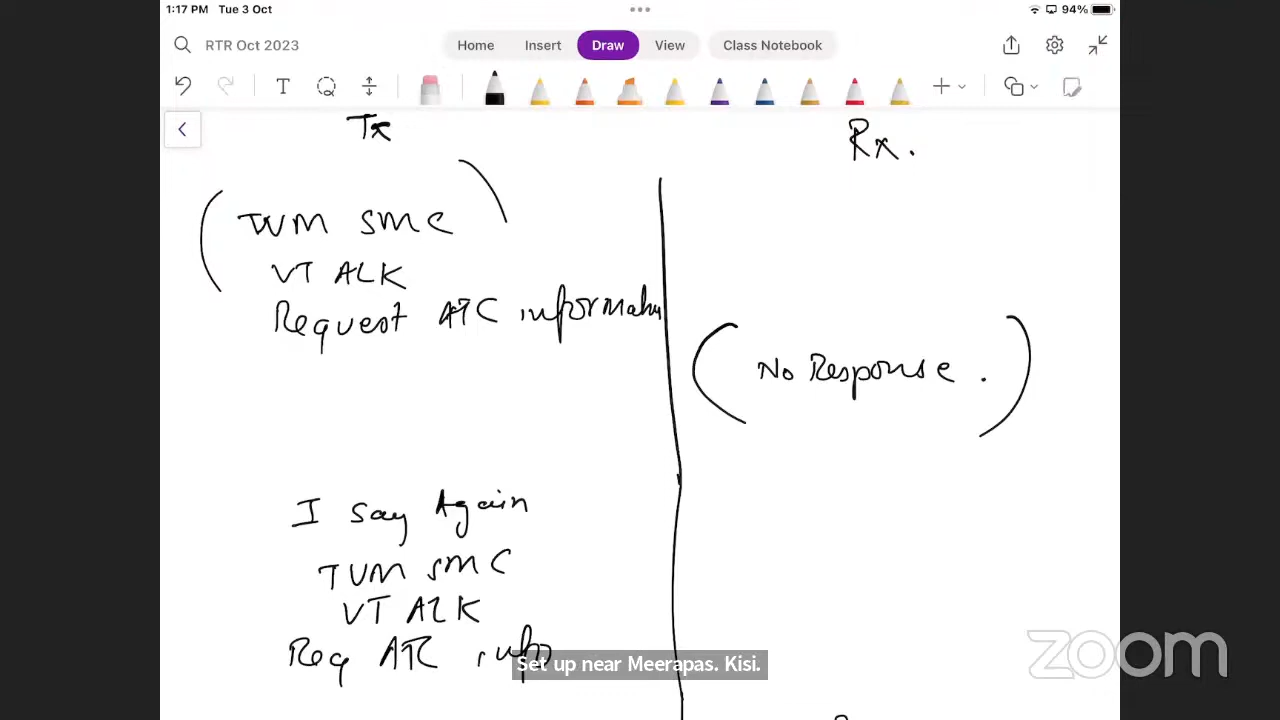 1:17 PM Tue 3 Oct
94%
RTR Oct 2023
Home Insert Draw View Class Notebook
Tx
Rx.
TVM SMC
VT ALK
Request ATC information
No Response.
I say Again
TVM SMC
VT ALK
Req ATC info
Set up near Meerapas. Kisi.
zoom